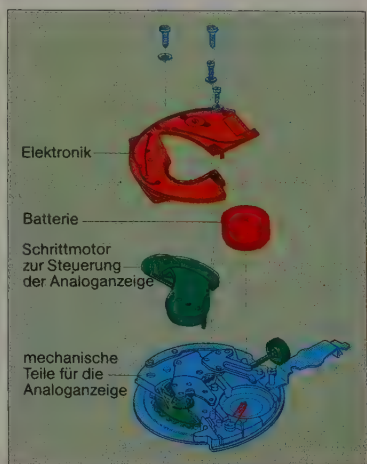 Elektronik
Batterie
Schrittmotor
zur Steuerung
der Analoganzeige
mechanische
Teile für die
Analoganzeige